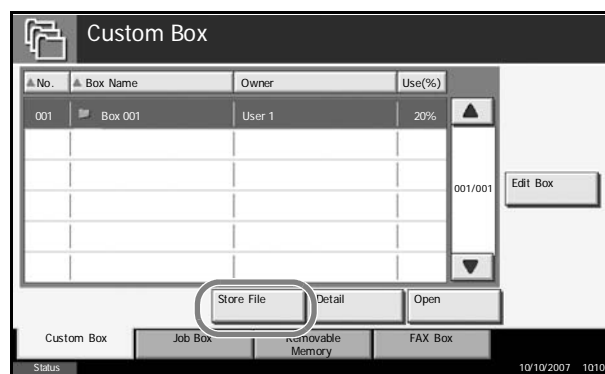 Custom Box
No. Box Name Owner Use(%)
001 Box 001 User 1 20%
001/001
Edit Box
Store File Detail Open
Custom Box Job Box Removable Memory FAX Box
Status 10/10/2007 1010